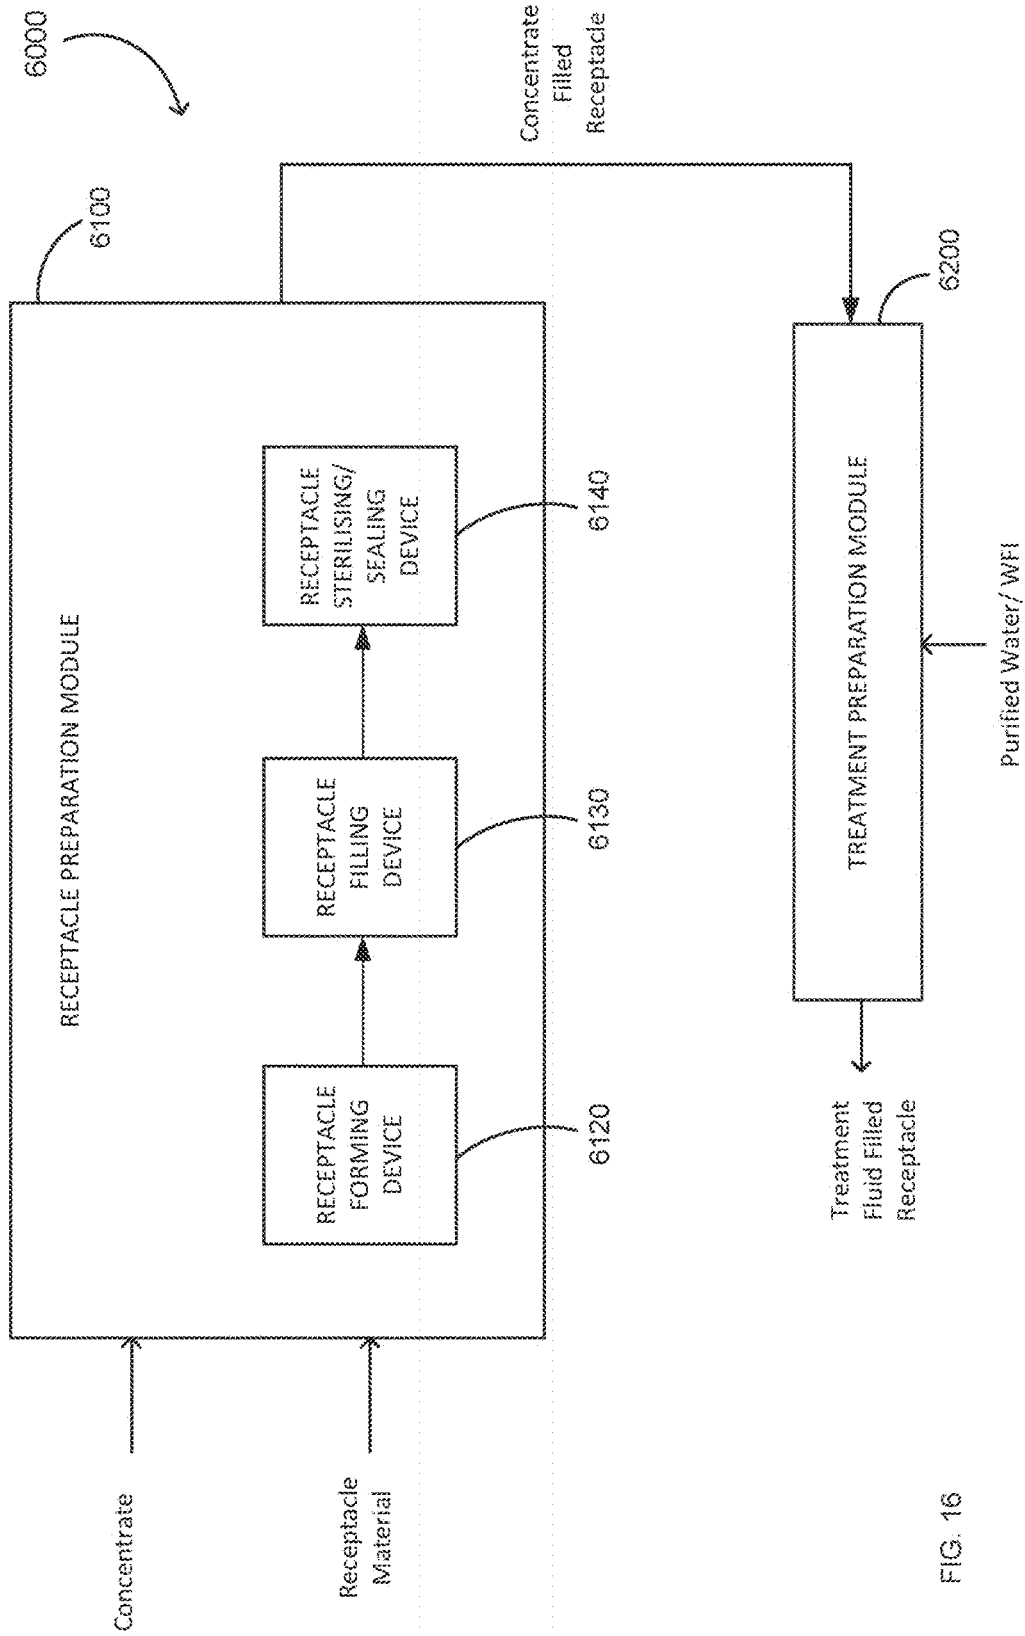 6000
6100
RECEPTACLE PREPARATION MODULE
Concentrate
Receptacle
Material
RECEPTACLE
FORMING
DEVICE
RECEPTACLE
FILLING
DEVICE
RECEPTACLE
STERILISING/
SEALING
DEVICE
6120
6130
6140
Concentrate
Filled
Receptacle
6200
TREATMENT PREPARATION MODULE
Treatment
Fluid Filled
Receptacle
Purified Water/ WFI
FIG. 16